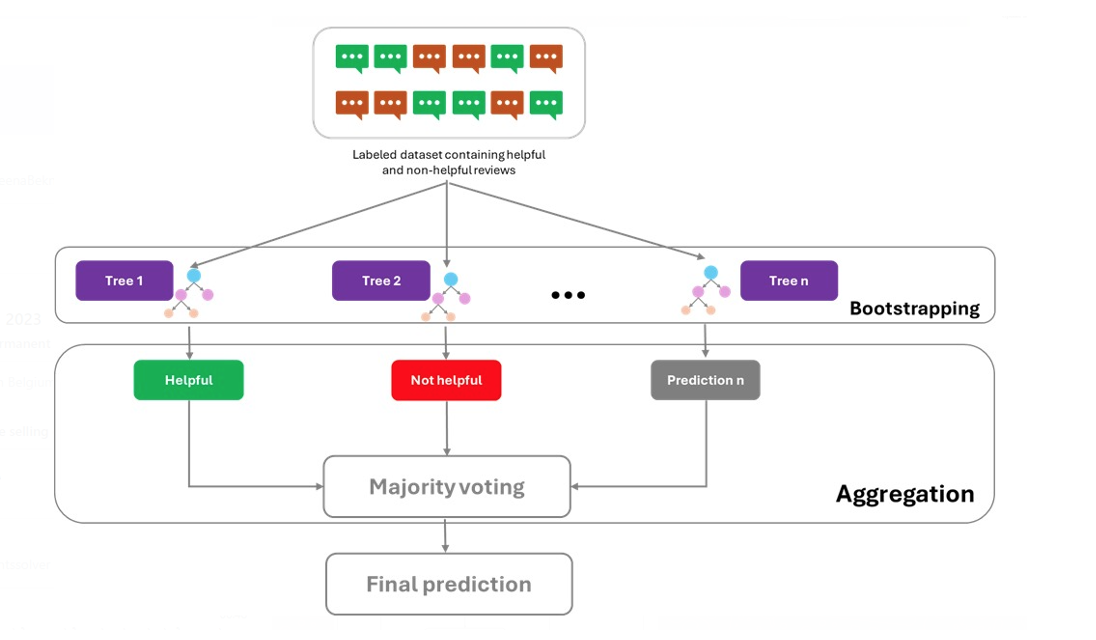 Labeled dataset containing helpful
and non-helpful reviews
Tree 1
Tree 2
...
Tree n
Bootstrapping
Helpful
Not helpful
Prediction n
Majority voting
Aggregation
Final prediction
2023